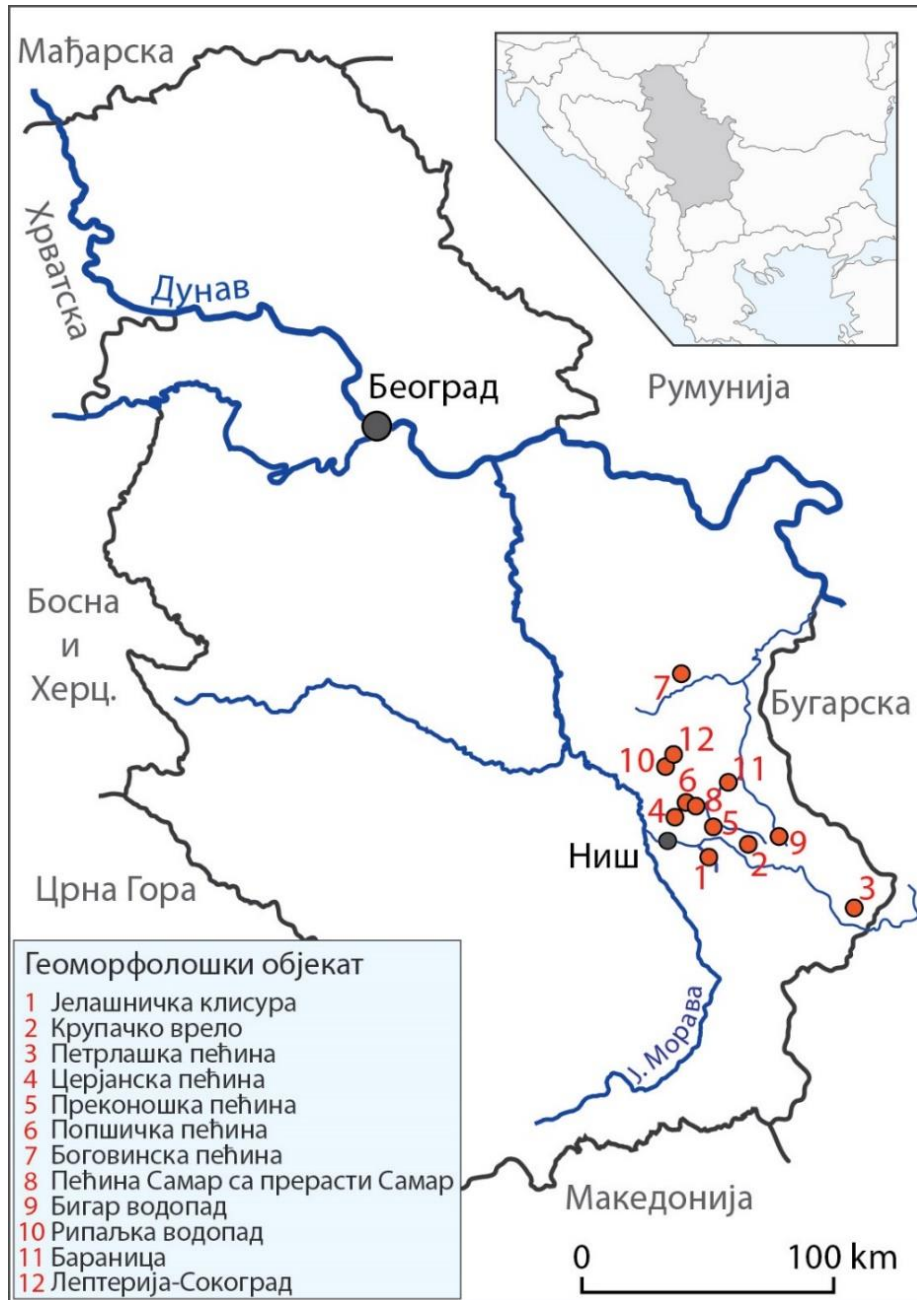 Мађарска
Хрватска
Дунав
Београд
Румунија
Босна
и
Херц.
7
Бугарска
12
10
11
6
8
4
5
9
Ниш
1
2
3
Црна Гора
Ј. Морава
Македонија
0 100 km
Геоморфолошки објекат
1 Јелашничка клисура
2 Крупачко врело
3 Петрлашка пећина
4 Церјанска пећина
5 Преконошка пећина
6 Попшичка пећина
7 Боговинска пећина
8 Пећина Самар са прерасти Самар
9 Бигар водопад
10 Рипаљка водопад
11 Бараница
12 Лептерија-Сокоград